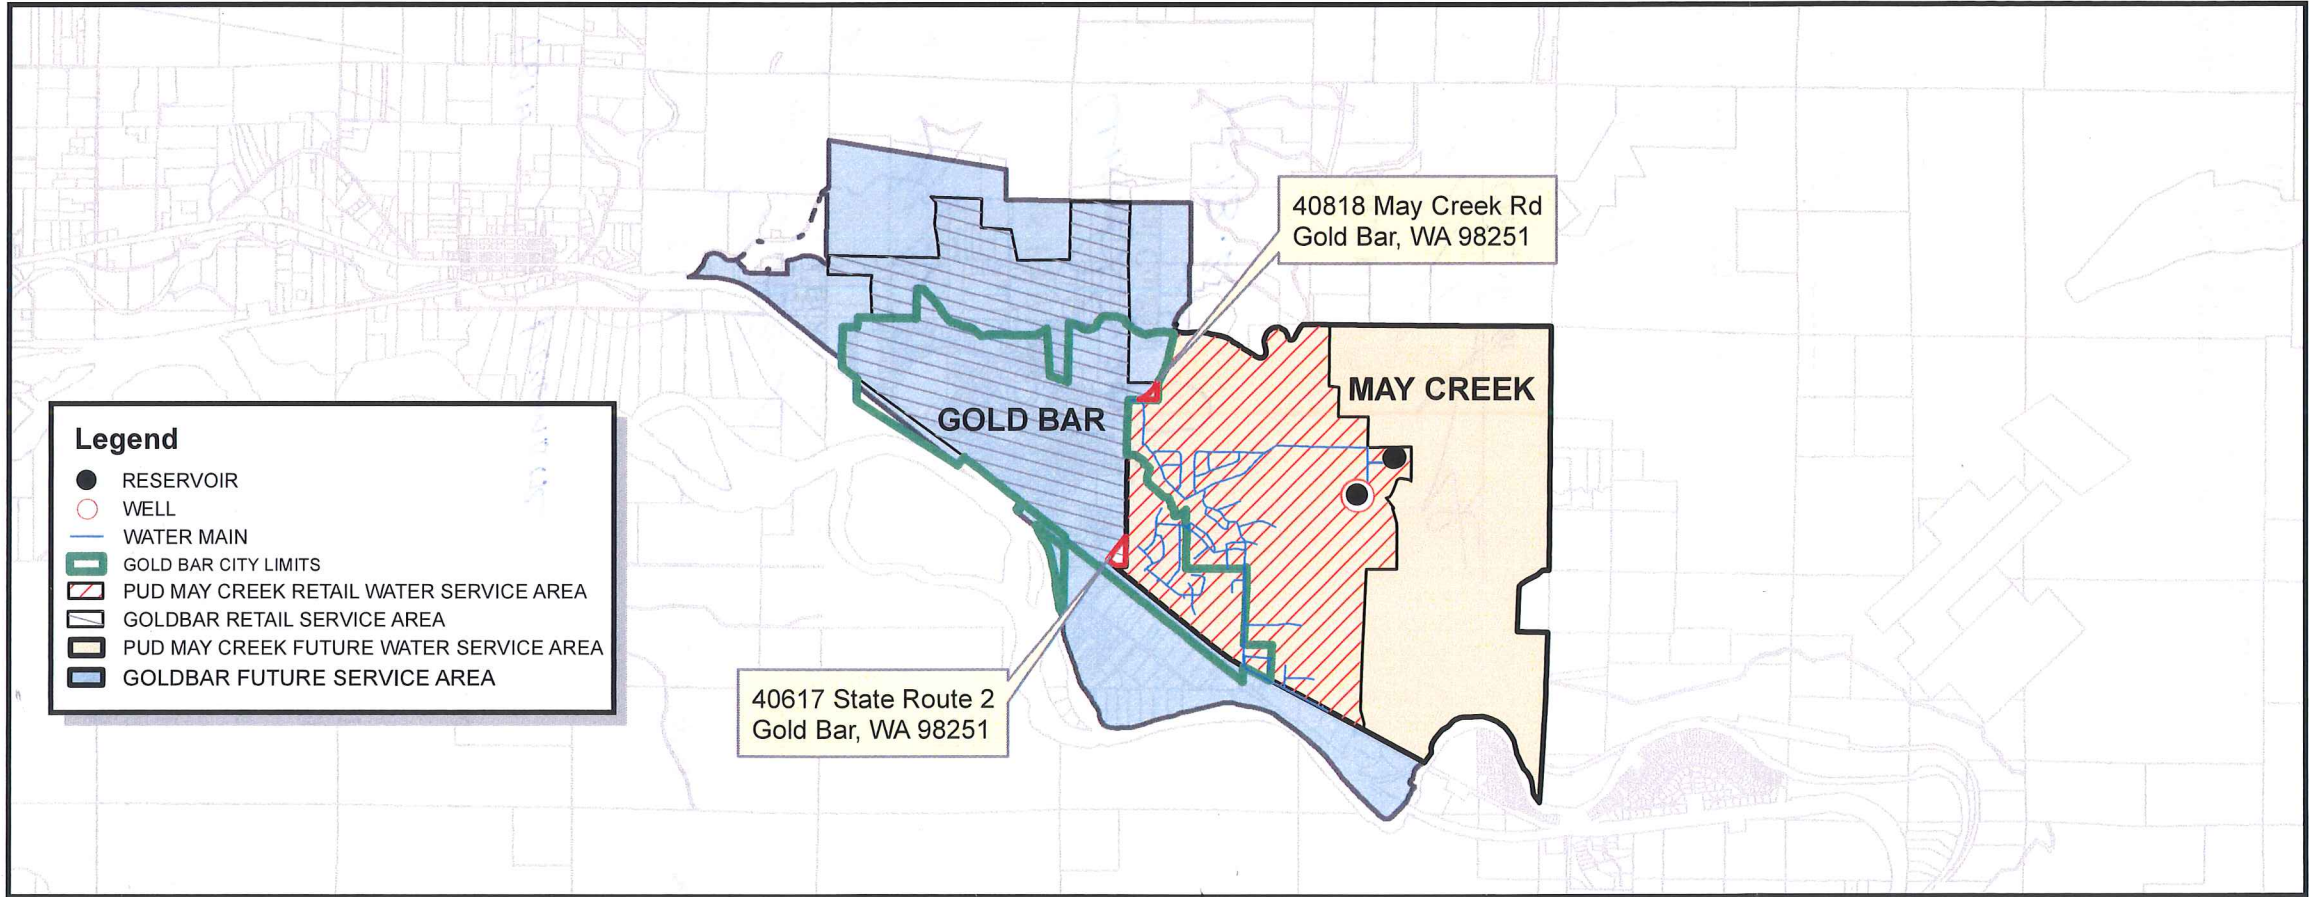 40818 May Creek Rd
Gold Bar, WA 98251
MAY CREEK
GOLD BAR
Legend
RESERVOIR
WELL
WATER MAIN
GOLD BAR CITY LIMITS
PUD MAY CREEK RETAIL WATER SERVICE AREA
GOLDBAR RETAIL SERVICE AREA
PUD MAY CREEK FUTURE WATER SERVICE AREA
GOLDBAR FUTURE SERVICE AREA
40617 State Route 2
Gold Bar, WA 98251